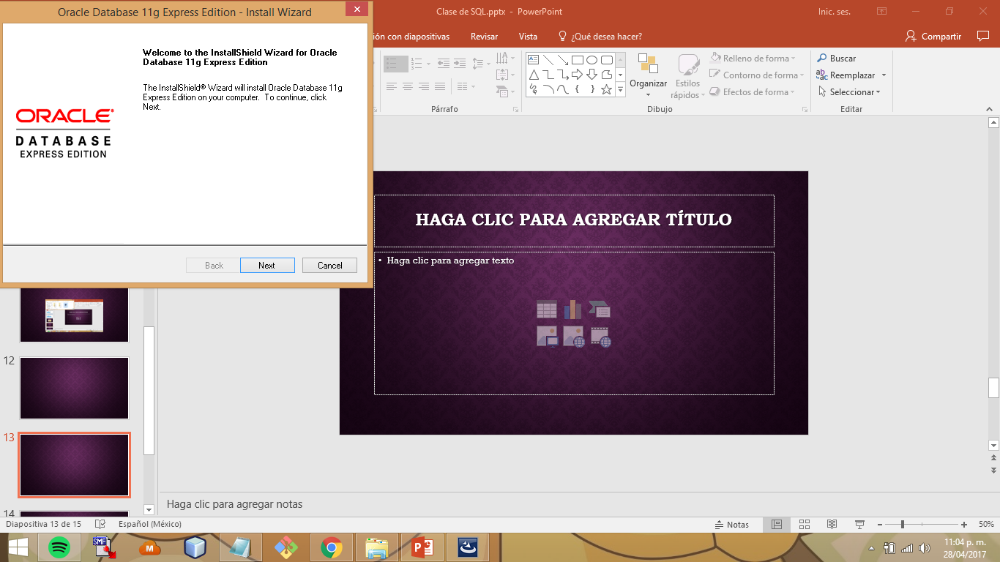 Oracle Database 11g Express Edition - Install Wizard
Welcome to the InstallShield Wizard for Oracle
Database 11g Express Edition
The InstallShield® Wizard will install Oracle Database 11g
Express Edition on your computer. To continue, click
Next.
ORACLE®
DATABASE
EXPRESS EDITION
Back
Next
Cancel
Clase de SQL.pptx - PowerPoint
Inic. ses.
ión con diapositivas
Revisar
Vista
¿Qué desea hacer?
Compartir
Organizar
Estilos
rápidos
Relleno de forma
Contorno de forma
Efectos de forma
Buscar
Reemplazar
Seleccionar
Párrafo
Dibujo
Editar
HAGA CLIC PARA AGREGAR TÍTULO
• Haga clic para agregar texto
12
13
14
Haga clic para agregar notas
Diapositiva 13 de 15
Español (México)
Notas
50%
SMF
11:04 p. m.
28/04/2017